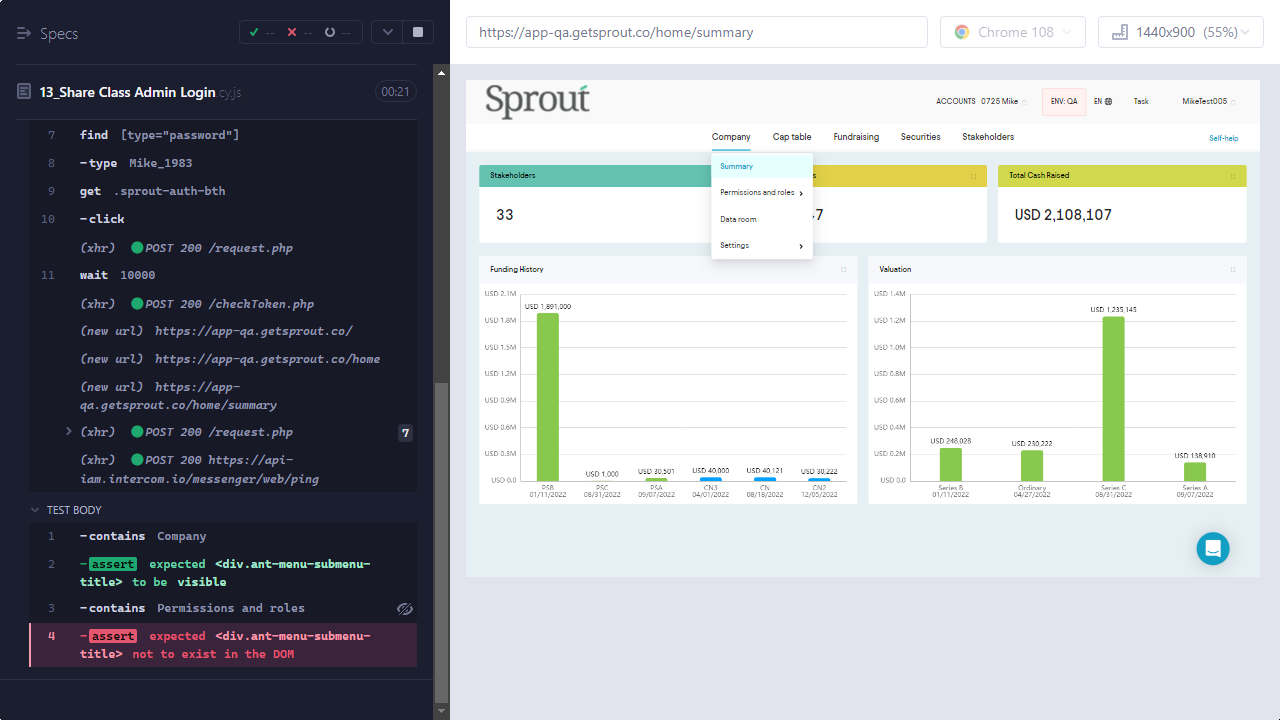 Specs
--
--
--
13_Share Class Admin Login.cy.js
00:21
7 find [type="password"]
8 -type Mike_1983
9 get .sprout-auth-bth
10 -click
(xhr) POST 200 /request.php
11 wait 10000
(xhr) POST 200 /checkToken.php
(new url) https://app-qa.getsprout.co/
(new url) https://app-qa.getsprout.co/home
(new url) https://app-
qa.getsprout.co/home/summary
(xhr) POST 200 /request.php 7
(xhr) POST 200 https://api-
iam.intercom.io/messenger/web/ping
TEST BODY
1 -contains Company
2 -assert expected <div.ant-menu-submenu-
title> to be visible
3 -contains Permissions and roles
4 -assert expected <div.ant-menu-submenu-
title> not to exist in the DOM
https://app-qa.getsprout.co/home/summary
Chrome 108
1440x900 (55%)
Sprout
ACCOUNTS 0725 Mike
ENV: QA
EN
Task
MikeTest005
Company
Cap table
Fundraising
Securities
Stakeholders
Self-help
Summary
Permissions and roles
Data room
Settings
Stakeholders
33
s
47
Total Cash Raised
USD 2,108,107
Funding History
USD 2.1M
USD 1.8M
USD 1.5M
USD 1.2M
USD 0.9M
USD 0.6M
USD 0.3M
USD 0.0
USD 1,891,000
USD 1,000
USD 30,501
USD 40,000
USD 40,121
USD 30,222
PSB
01/11/2022
PSC
08/31/2022
PSA
09/07/2022
CN3
04/01/2022
CN
08/18/2022
CN2
12/05/2022
Valuation
USD 1.4M
USD 1.2M
USD 1.0M
USD 0.8M
USD 0.6M
USD 0.4M
USD 0.2M
USD 0.0
USD 248,028
USD 230,222
USD 1,235,145
USD 138,910
Series B
01/11/2022
Ordinary
04/27/2022
Series C
08/31/2022
Series A
09/07/2022